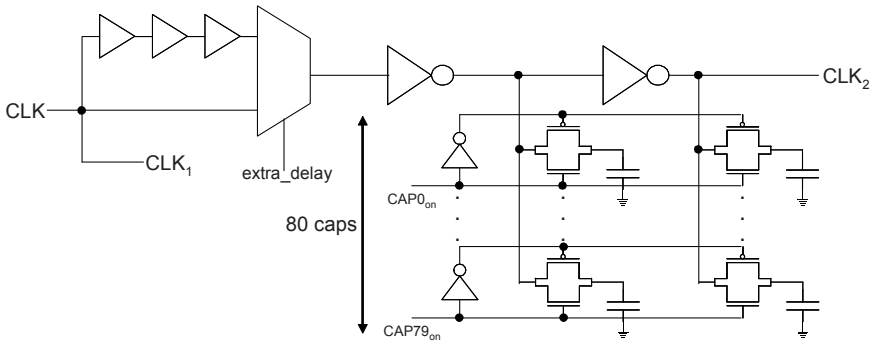 CLK
CLK1
extra_delay
CLK2
80 caps
CAP0on
CAP79on